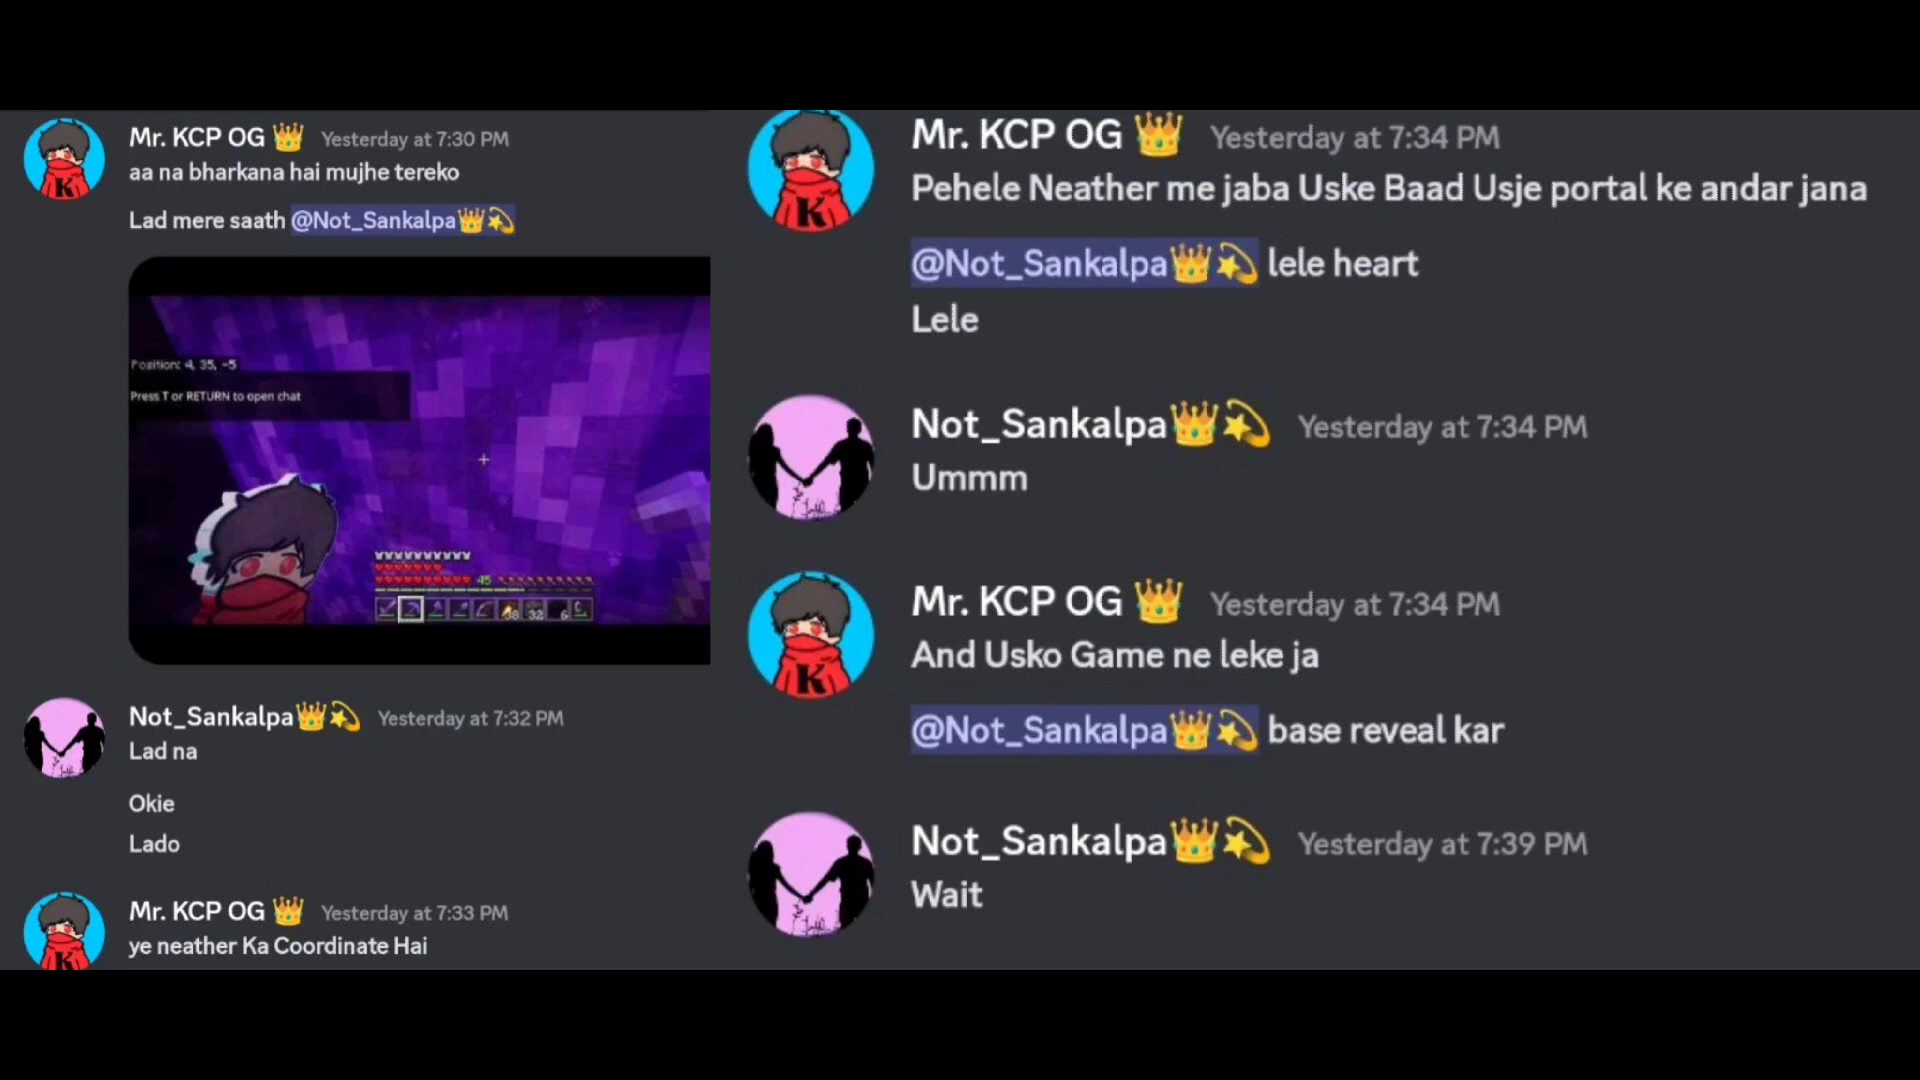 Mr. KCP OG 👑 Yesterday at 7:30 PM
aa na bharkana hai mujhe tereko
Lad mere saath @Not_Sankalpa👑💫
Position: 4, 35, -5
Press T or RETURN to open chat
45
38 32 6
Not_Sankalpa👑💫 Yesterday at 7:32 PM
Lad na
Okie
Lado
Mr. KCP OG 👑 Yesterday at 7:33 PM
ye neather Ka Coordinate Hai
K
Mr. KCP OG 👑 Yesterday at 7:34 PM
Pehele Neather me jaba Uske Baad Usje portal ke andar jana
@Not_Sankalpa👑💫 lele heart
Lele
Not_Sankalpa👑💫 Yesterday at 7:34 PM
Ummm
Mr. KCP OG 👑 Yesterday at 7:34 PM
And Usko Game ne leke ja
@Not_Sankalpa👑💫 base reveal kar
Not_Sankalpa👑💫 Yesterday at 7:39 PM
Wait